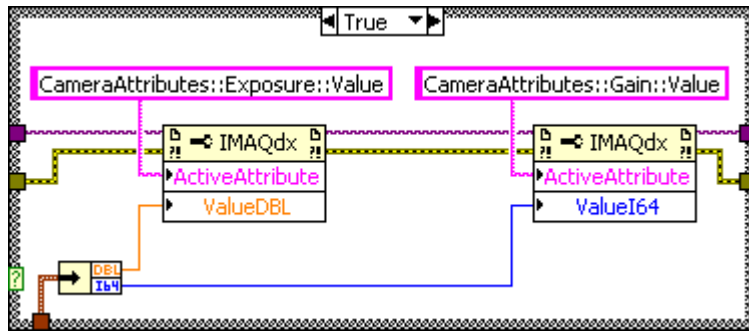 True
CameraAttributes::Exposure::Value
CameraAttributes::Gain::Value
?! IMAQdx ?!
ActiveAttribute
ValueDBL
?! IMAQdx ?!
ActiveAttribute
ValueI64
?
DBL
I64